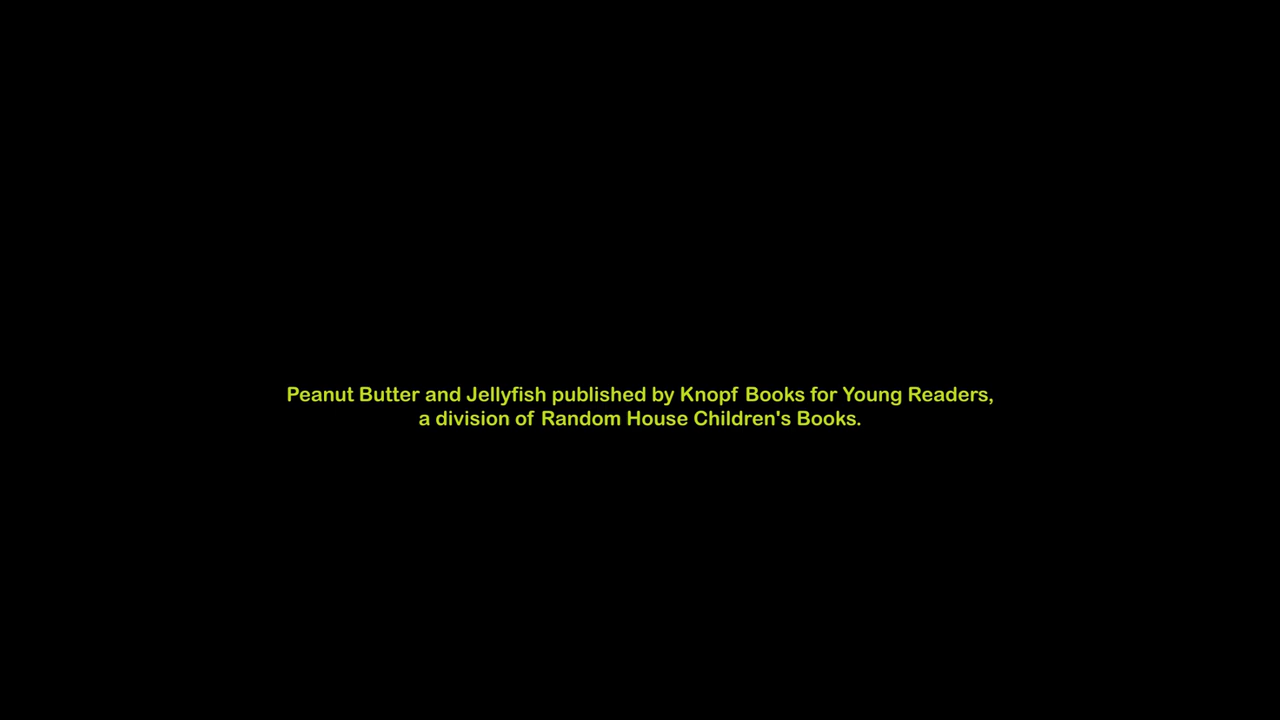 Peanut Butter and Jellyfish published by Knopf Books for Young Readers,
a division of Random House Children's Books.